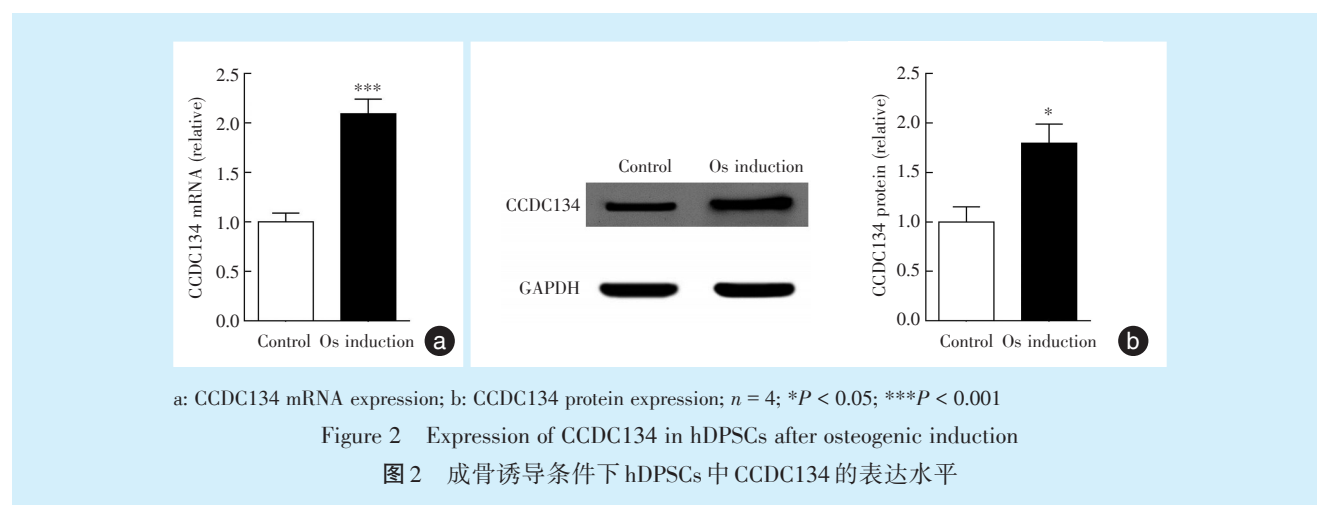 CCDC134 mRNA (relative)
2.5
2.0
1.5
1.0
0.5
0.0
***
Control Os induction
a
Control Os induction
CCDC134
GAPDH
CCDC134 protein (relative)
2.5
2.0
1.5
1.0
0.5
0.0
*
Control Os induction
b
a: CCDC134 mRNA expression; b: CCDC134 protein expression; n = 4; *P < 0.05; ***P < 0.001
Figure 2 Expression of CCDC134 in hDPSCs after osteogenic induction
图2 成骨诱导条件下hDPSCs中CCDC134的表达水平